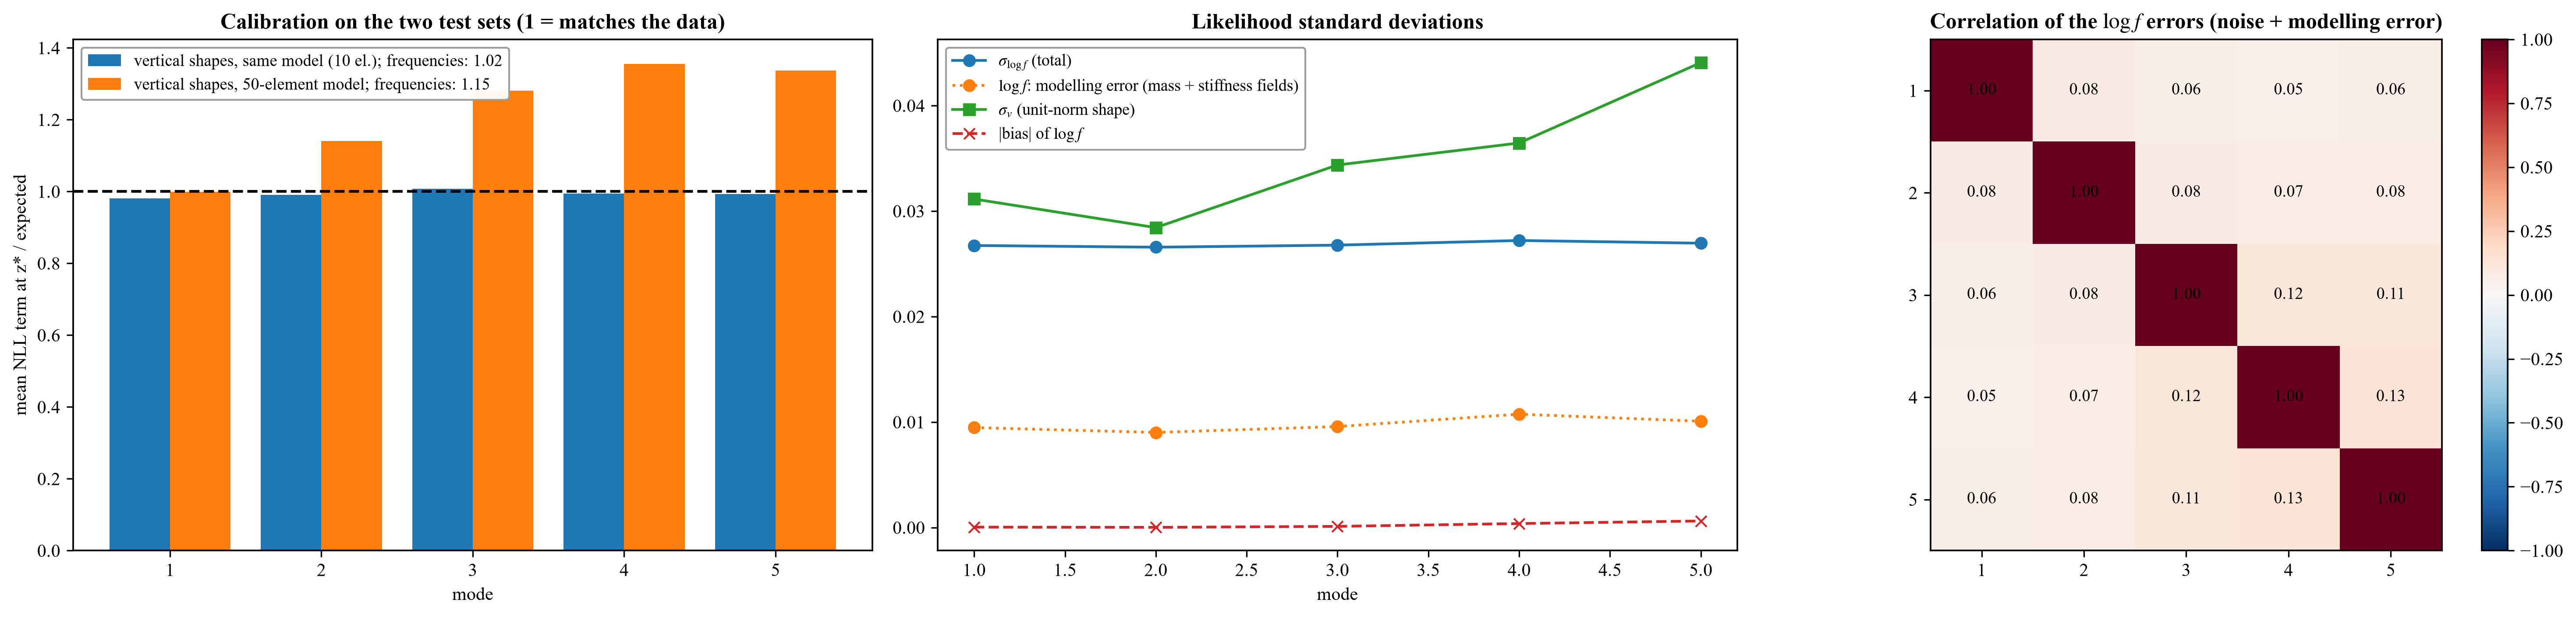 Calibration on the two test sets (1 = matches the data)
vertical shapes, same model (10 el.); frequencies: 1.02
vertical shapes, 50-element model; frequencies: 1.15
mean NLL term at z* / expected
1.4
1.2
1.0
0.8
0.6
0.4
0.2
0.0
1 2 3 4 5
mode
Likelihood standard deviations
σlog f (total)
log f: modelling error (mass + stiffness fields)
σv (unit-norm shape)
|bias| of log f
0.04
0.03
0.02
0.01
0.00
1.0 1.5 2.0 2.5 3.0 3.5 4.0 4.5 5.0
mode
Correlation of the log f errors (noise + modelling error)
1 1.00 0.08 0.06 0.05 0.06
2 0.08 1.00 0.08 0.07 0.08
3 0.06 0.08 1.00 0.12 0.11
4 0.05 0.07 0.12 1.00 0.13
5 0.06 0.08 0.11 0.13 1.00
1 2 3 4 5
1.00
0.75
0.50
0.25
0.00
−0.25
−0.50
−0.75
−1.00